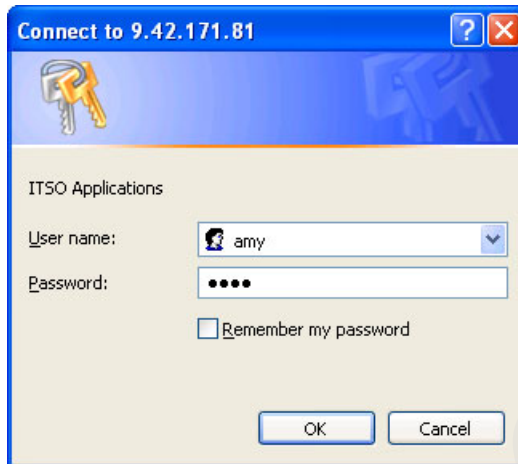 Connect to 9.42.171.81
ITSO Applications
User name:
amy
Password:
••••
Remember my password
OK
Cancel